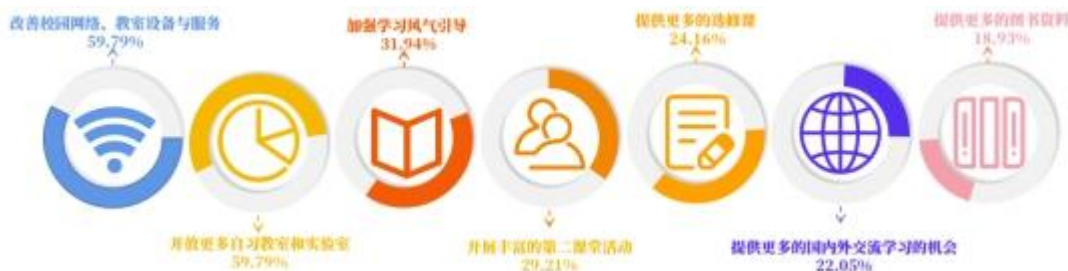 改善校园网络、教室设备与服务
59.79%
加强学习风气引导
31.94%
提供更多的选修课
24.16%
提供更多的图书资料
18.93%
开放更多自习教室和实验室
59.79%
开展丰富的第二课堂活动
29.21%
提供更多的国内外交流学习的机会
22.05%